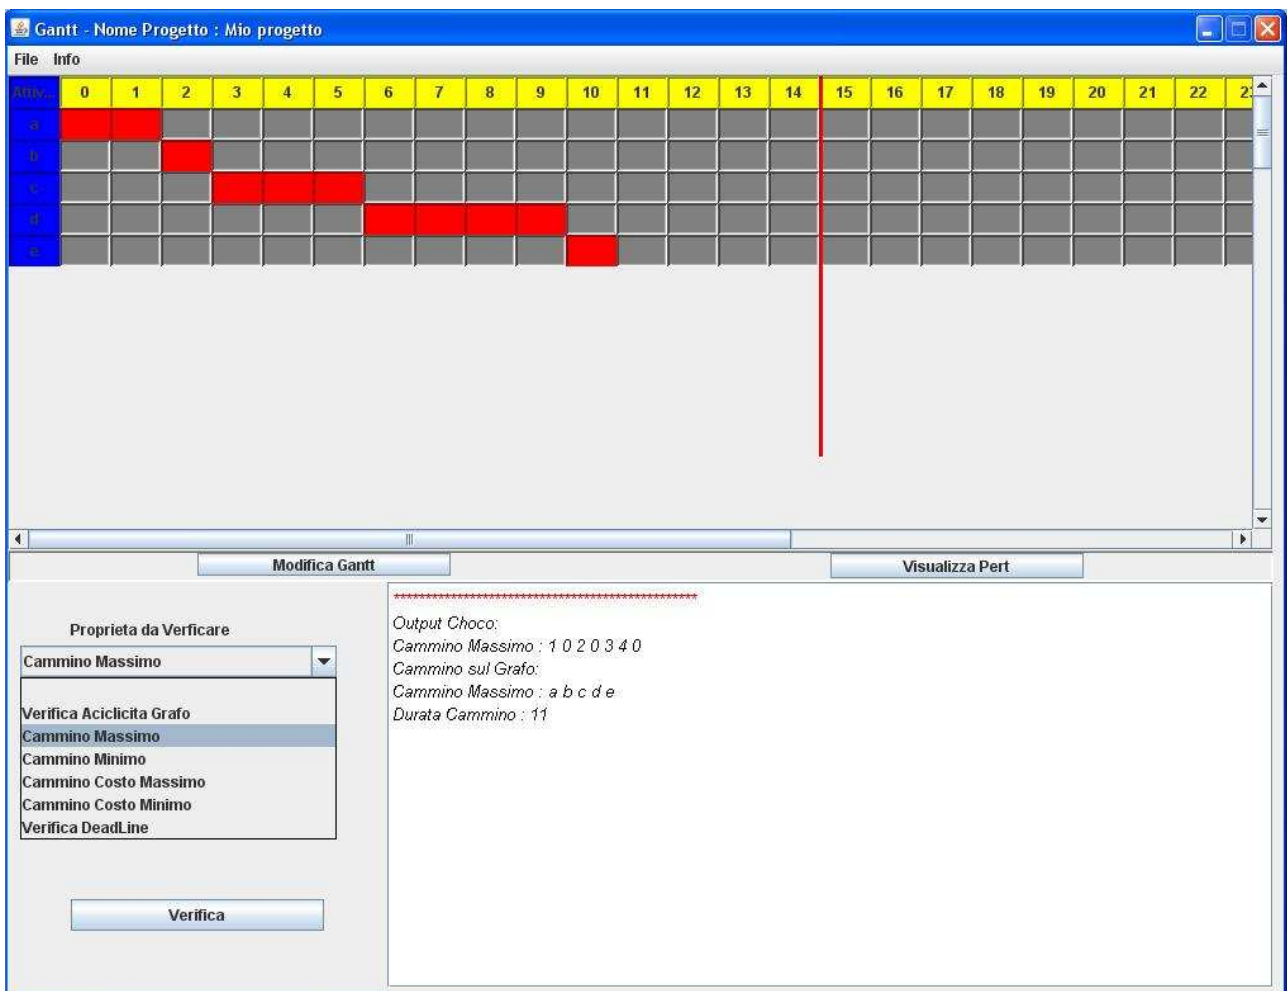 Gantt - Nome Progetto : Mio progetto
File Info
Attiv... 0 1 2 3 4 5 6 7 8 9 10 11 12 13 14 15 16 17 18 19 20 21 22
a
b
c
d
e
Modifica Gantt Visualizza Pert
Proprieta da Verficare
Cammino Massimo
Verifica Aciclicita Grafo
Cammino Massimo
Cammino Minimo
Cammino Costo Massimo
Cammino Costo Minimo
Verifica DeadLine
Verifica
************************************************
Output Choco:
Cammino Massimo : 1 0 2 0 3 4 0
Cammino sul Grafo:
Cammino Massimo : a b c d e
Durata Cammino : 11